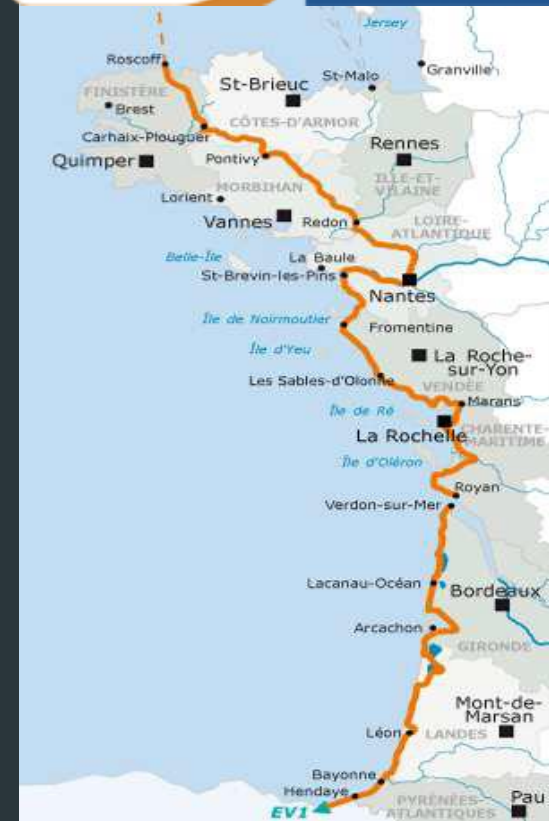 Jersey
Roscoff
Granville
St-Malo
St-Brieuc
FINISTÈRE
Brest
CÔTES-D'ARMOR
Carhaix-Plouguer
Rennes
Quimper
Pontivy
ILLE-ET-
VILAINE
MORBIHAN
Lorient
Vannes
Redon
LOIRE-
ATLANTIQUE
Belle-Île
La Baule
St-Brevin-les-Pins
Nantes
Île de Noirmoutier
Fromentine
Île d'Yeu
La Roche-
sur-Yon
Les Sables-d'Olonne
VENDÉE
Marans
Île de Ré
La Rochelle
CHARENTE-
MARITIME
Île d'Oléron
Royan
Verdon-sur-Mer
Lacanau-Océan
Bordeaux
Arcachon
GIRONDE
Mont-de-
Marsan
Léon
LANDES
Bayonne
Hendaye
EV1
PYRÉNÉES-
ATLANTIQUES
Pau